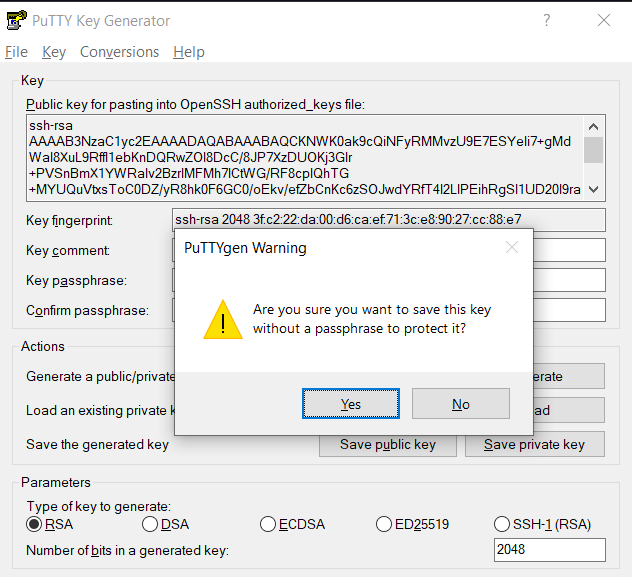 PuTTY Key Generator
?
File Key Conversions Help
Key
Public key for pasting into OpenSSH authorized_keys file:
ssh-rsa
AAAAB3NzaC1yc2EAAAADAQABAAABAQCKNWK0ak9cQiNFyRMMvzU9E7ESYeli7+gMd
Wal8XuL9Rffl1ebKnDQRwZOl8DcC/8JP7XzDUOKj3Glr
+PVSnBmX1YWRalv2BzrlMFMh7lCtWG/RF8cpIQhTG
+MYUQuVtxsToC0DZ/yR8hk0F6GC0/oEkv/efZbCnKc6zSOJwdYRfT4l2LlPEihRgSl1UD20l9ra
Key fingerprint:
ssh-rsa 2048 3f:c2:22:da:00:d6:ca:ef:71:3c:e8:90:27:cc:88:e7
Key comment:
Key passphrase:
Confirm passphrase:
PuTTYgen Warning
Are you sure you want to save this key
without a passphrase to protect it?
Yes
No
Actions
Generate a public/private
erate
Load an existing private k
ad
Save the generated key
Save public key
Save private key
Parameters
Type of key to generate:
RSA DSA ECDSA ED25519 SSH-1 (RSA)
Number of bits in a generated key:
2048